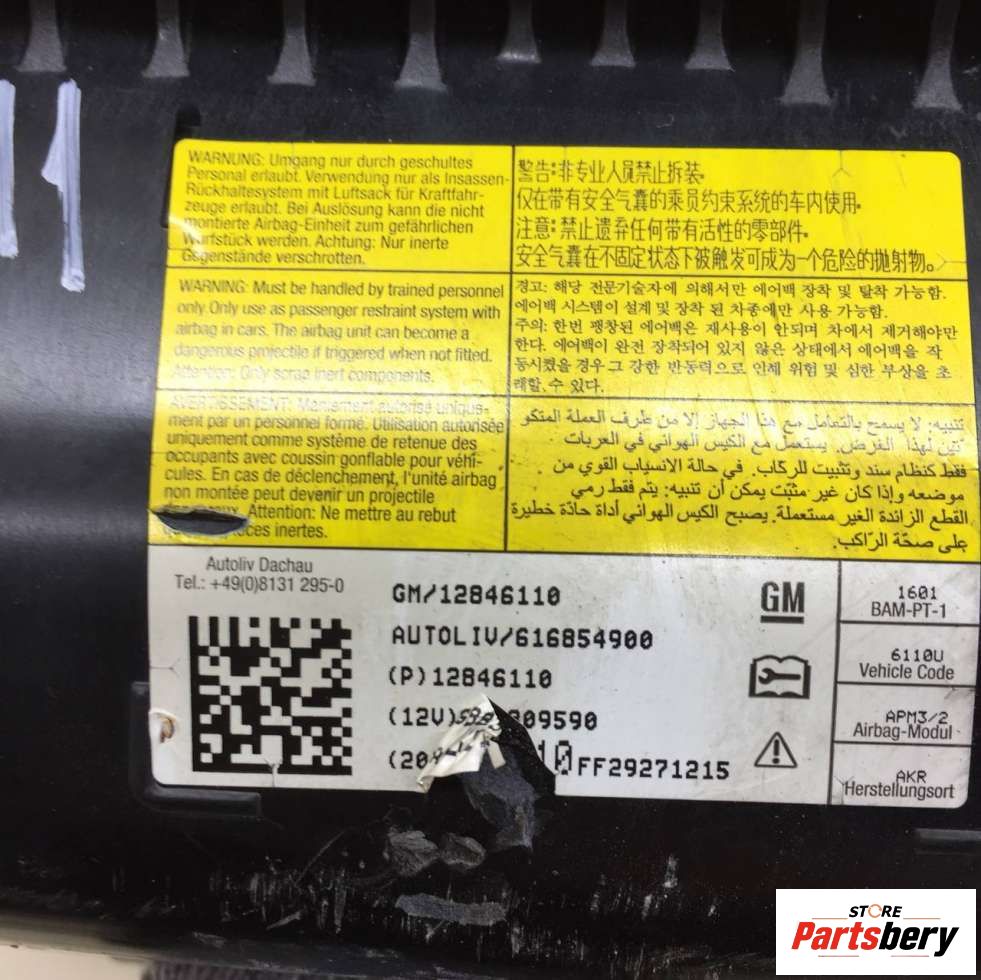 11
WARNUNG: Umgang nur durch geschultes
Personal erlaubt. Verwendung nur als Insassen-
Rückhaltesystem mit Luftsack für Kraftfahr-
zeuge erlaubt. Bei Auslösung kann die nicht
montierte Airbag-Einheit zum gefährlichen
Wurfstück werden. Achtung: Nur inerte
Gegenstände verschrotten.
警告:非专业人员禁止拆装.
仅在带有安全气囊的乘员约束系统的车内使用.
注意:禁止遗弃任何带有活性的零部件.
安全气囊在不固定状态下被触发可成为一个危险的抛射物。
WARNING: Must be handled by trained personnel
only. Only use as passenger restraint system with
airbag in cars. The airbag unit can become a
dangerous projectile if triggered when not fitted.
Attention: Only scrap inert components.
경고: 해당 전문기술자에 의해서만 에어백 장착 및 탈착 가능함.
에어백 시스템이 설계 및 장착 된 차종에만 사용 가능함.
주의: 한번 팽창된 에어백은 재사용이 안되며 차에서 제거해야만
한다. 에어백이 완전 장착되어 있지 않은 상태에서 에어백을 작
동시켰을 경우 그 강한 반동력으로 인해 위험 및 심한 부상을 초
래할 수 있다.
AVERTISSEMENT: Maniement autorisé unique-
ment par un personnel formé. Utilisation autorisée
uniquement comme système de retenue des
occupants avec coussin gonflable pour véhi-
cules. En cas de déclenchement, l'unité airbag
non montée peut devenir un projectile
Attention: Ne mettre au rebut
inertes.
تنبيه: لا يسمح بالتعامل مع هذا الجهاز إلا من طرف العملة المتكو
نين لهذا الغرض. يستعمل مع الكيس الهوائي في العربات
فقط كنظام سند وتثبيت للركّاب. في حالة الانسياب القوي من
موضعه وإذا كان غير مثبّت يمكن أن تنبيه: يتم فقط رمي
القطع الزائدة الغير مستعملة. يصبح الكيس الهوائي أداة حادّة خطيرة
على صحّة الرّاكب.
Autoliv Dachau
Tel.: +49(0)8131 295-0
GM/12846110
AUTOLIV/616854900
(P)12846110
(12V) 09590
(20 10FF29271215
GM
1601
BAM-PT-1
6110U
Vehicle Code
APM3/2
Airbag-Modul
AKR
Herstellungsort
STORE
Partsbery